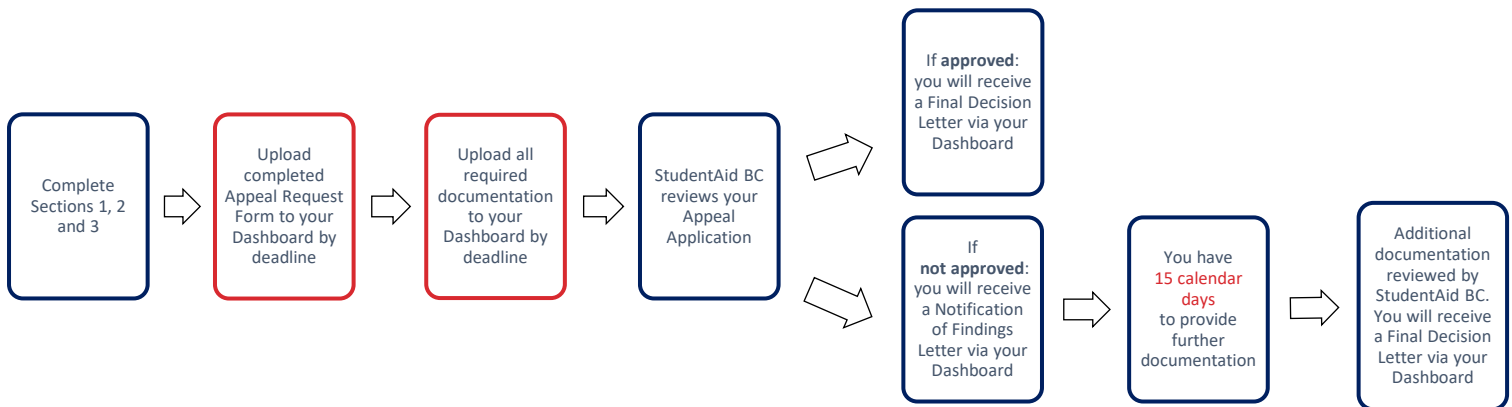 Complete
Sections 1, 2
and 3
Upload
completed
Appeal Request
Form to your
Dashboard by
deadline
Upload all
required
documentation
to your
Dashboard by
deadline
StudentAid BC
reviews your
Appeal
Application
If approved:
you will receive
a Final Decision
Letter via your
Dashboard
If
not approved:
you will receive
a Notification
of Findings
Letter via your
Dashboard
You have
15 calendar
days
to provide
further
documentation
Additional
documentation
reviewed by
StudentAid BC.
You will receive
a Final Decision
Letter via your
Dashboard